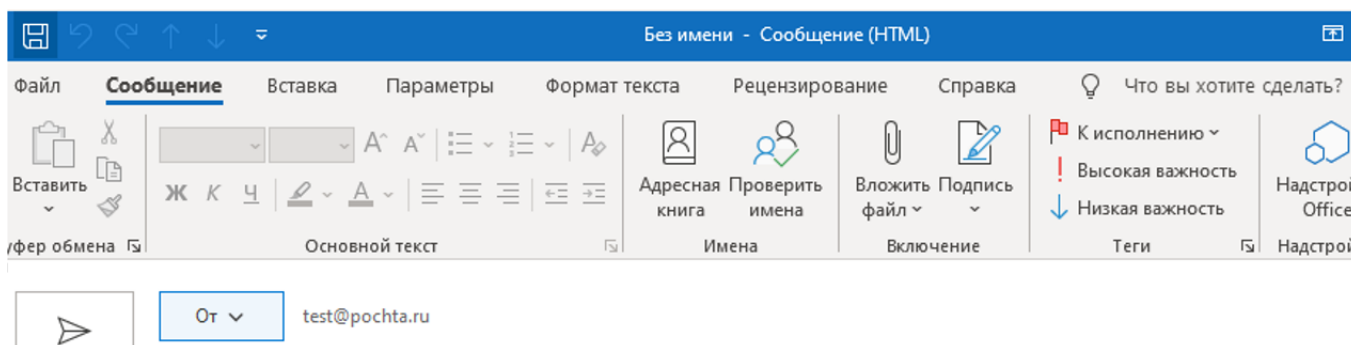 Без имени - Сообщение (HTML)
Файл Сообщение Вставка Параметры Формат текста Рецензирование Справка Что вы хотите сделать?
Вставить
Ж К Ч
Адресная книга
Проверить имена
Вложить файл
Подпись
К исполнению
Высокая важность
Низкая важность
Надстрой
Office
уфер обмена Основной текст Имена Включение Теги Надстрой
От test@pochta.ru